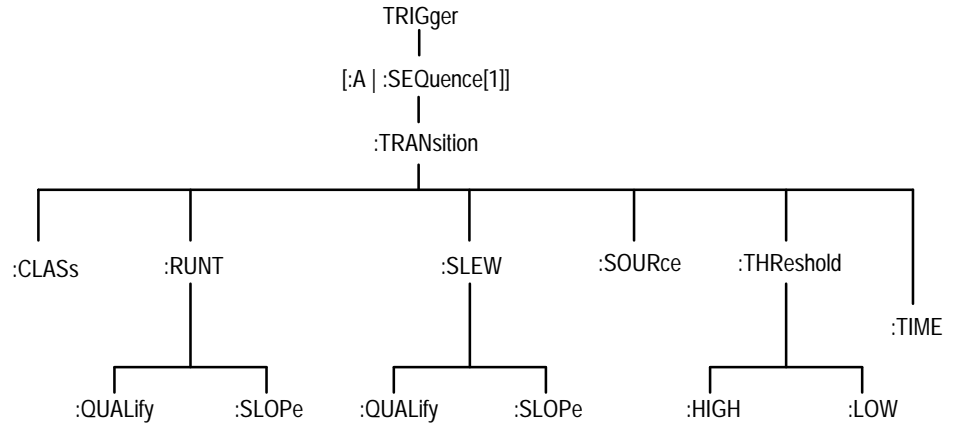 TRIGger
[:A | :SEQuence[1]]
:TRANsition
:CLASs :RUNT :SLEW :SOURce :THReshold
:TIME
:QUALify :SLOPe :QUALify :SLOPe :HIGH :LOW